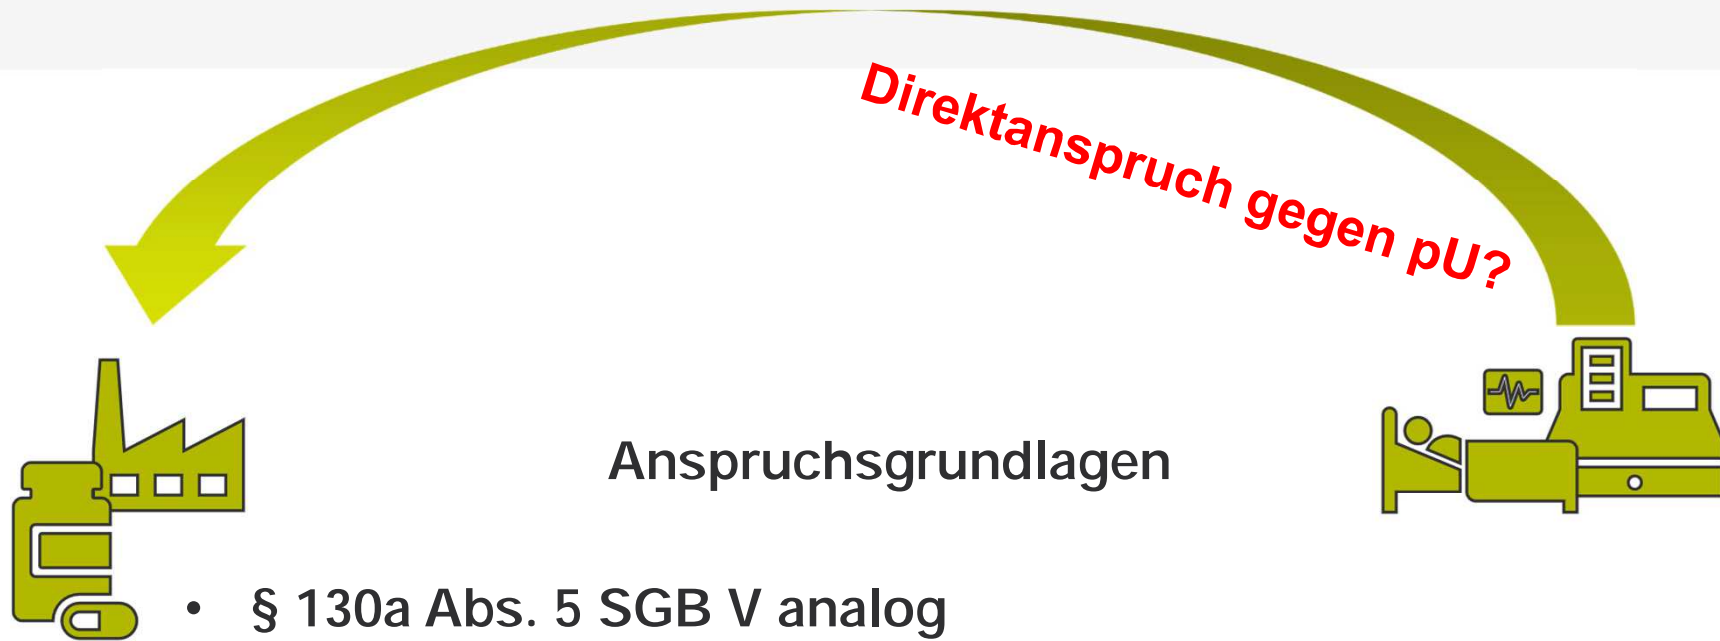 Direktanspruch gegen pU?
Anspruchsgrundlagen
• § 130a Abs. 5 SGB V analog